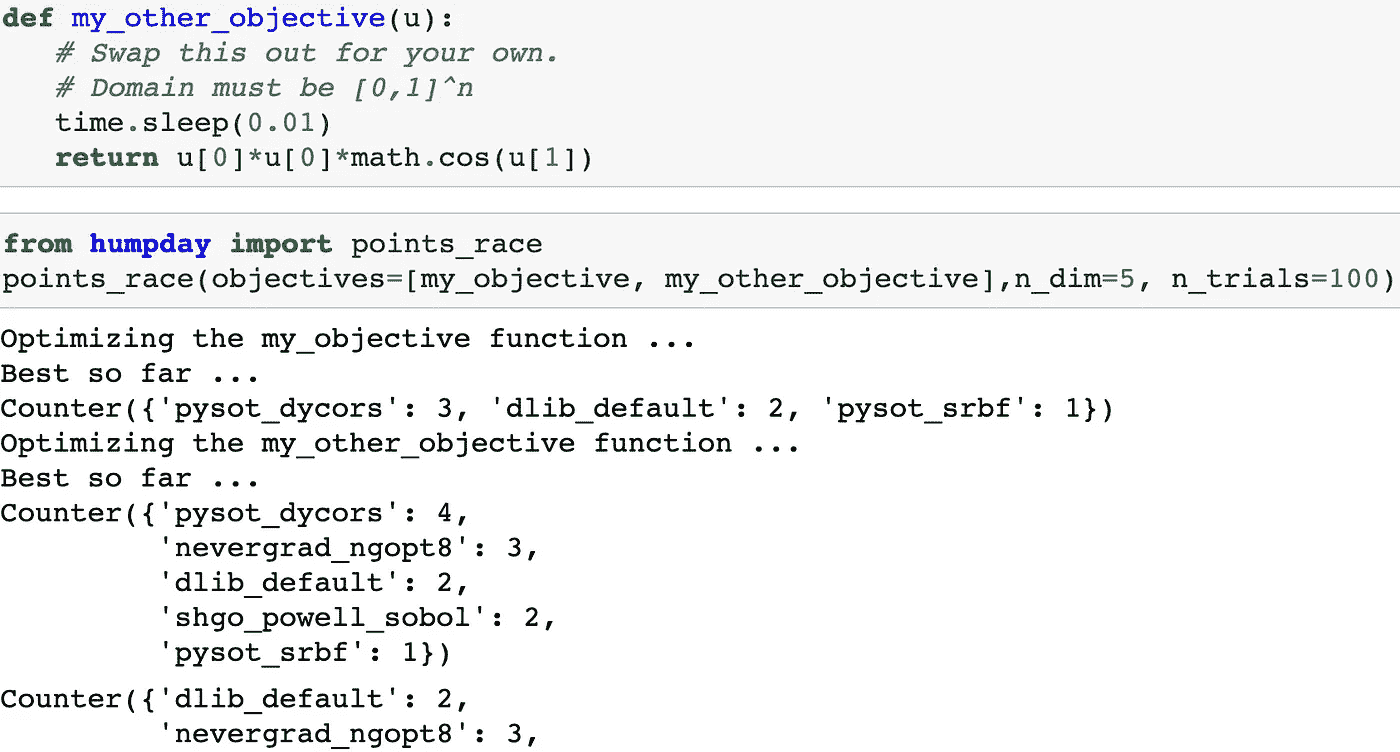 def my_other_objective(u):
   # Swap this out for your own.
   # Domain must be [0,1]^n
   time.sleep(0.01)
   return u[0]*u[0]*math.cos(u[1])
from humpday import points_race
points_race(objectives=[my_objective, my_other_objective],n_dim=5, n_trials=100)
Optimizing the my_objective function ...
Best so far ...
Counter({'pysot_dycors': 3, 'dlib_default': 2, 'pysot_srbf': 1})
Optimizing the my_other_objective function ...
Best so far ...
Counter({'pysot_dycors': 4,
         'nevergrad_ngopt8': 3,
         'dlib_default': 2,
         'shgo_powell_sobol': 2,
         'pysot_srbf': 1})
Counter({'dlib_default': 2,
         'nevergrad_ngopt8': 3,